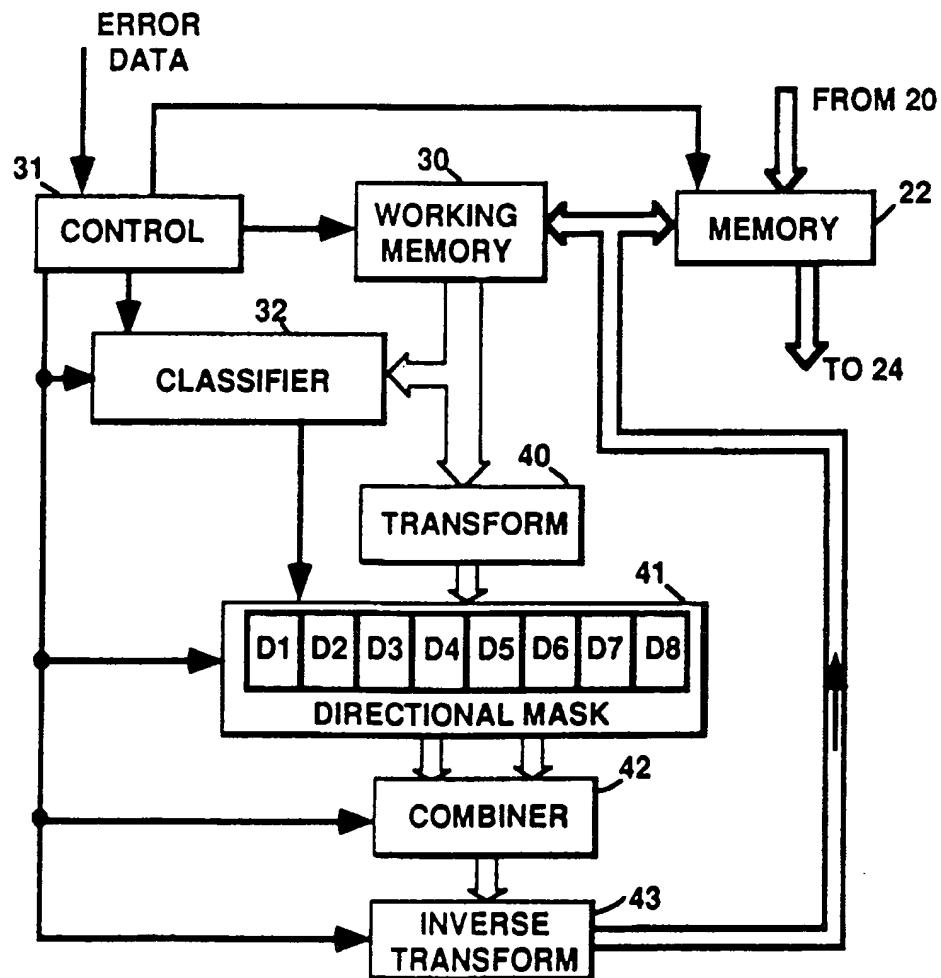 ERROR
DATA
FROM 20
31
CONTROL
30
WORKING
MEMORY
22
MEMORY
32
CLASSIFIER
TO 24
40
TRANSFORM
41
D1 D2 D3 D4 D5 D6 D7 D8
DIRECTIONAL MASK
42
COMBINER
43
INVERSE
TRANSFORM